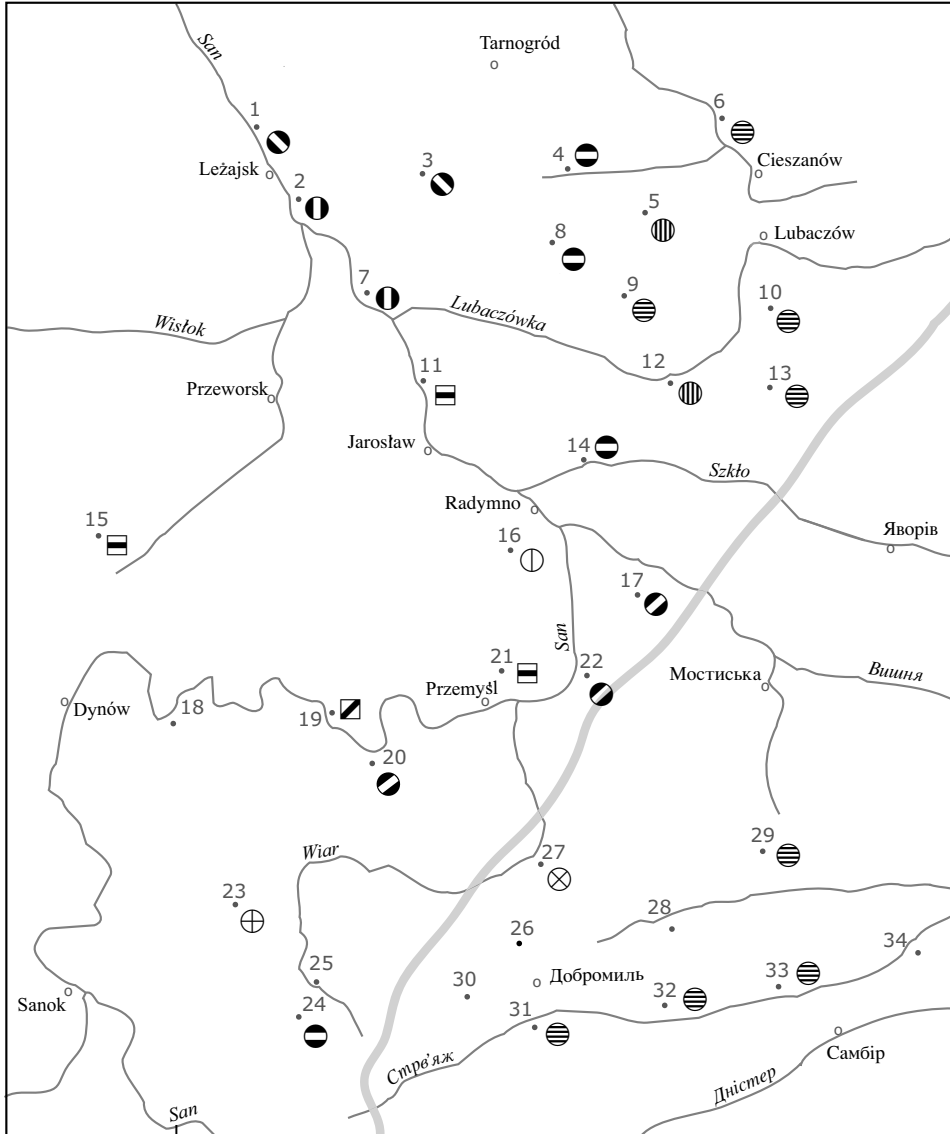 San
Tarnogród
1
6
Leżajsk
3
4
Cieszanów
2
5
8
Lubaczów
7
9
10
Wisłok
Lubaczówka
11
12
13
Przeworsk
Jarosław
14
Szkło
Radymno
15
16
Яворів
17
San
21
22
Przemyśl
Мостиська
Вишня
Dynów
18
19
20
Wiar
27
29
23
28
26
34
25
30
Добромиль
33
Sanok
24
32
31
Самбір
Стрв'яж
Дністер
San